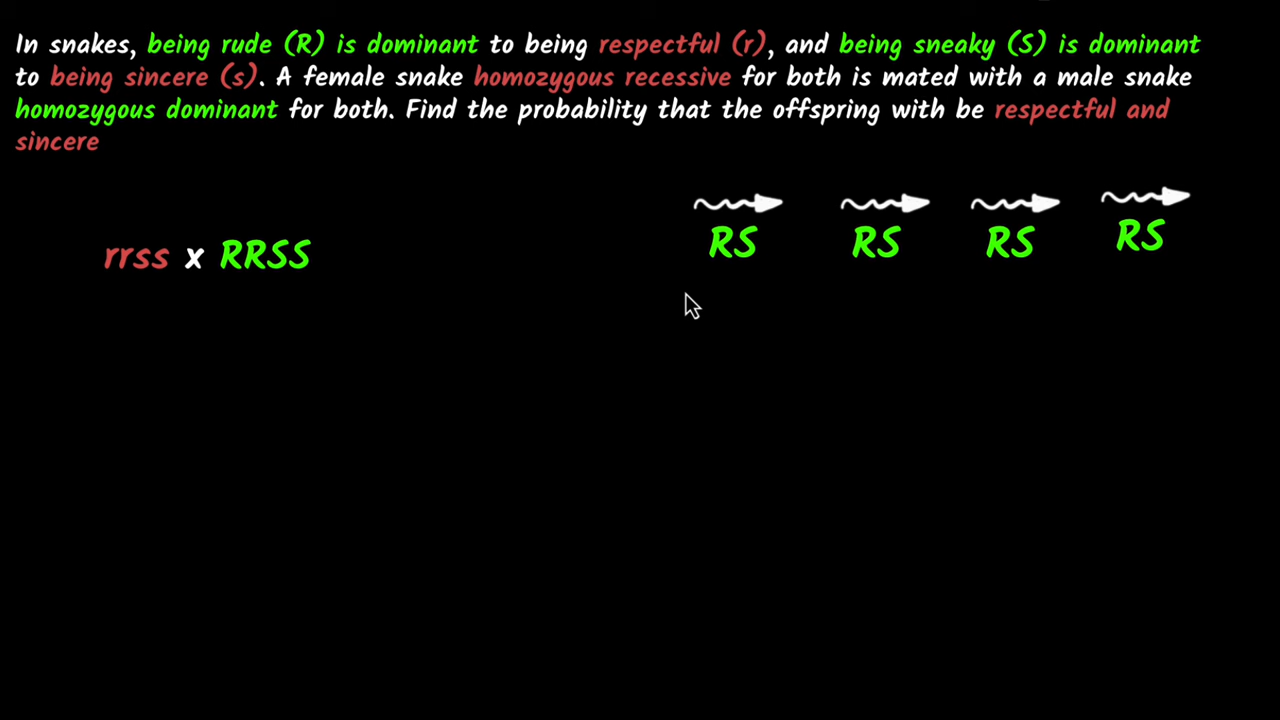 In snakes, being rude (R) is dominant to being respectful (r), and being sneaky (S) is dominant
to being sincere (s). A female snake homozygous recessive for both is mated with a male snake
homozygous dominant for both. Find the probability that the offspring with be respectful and
sincere
RS RS RS RS
rrss x RRSS